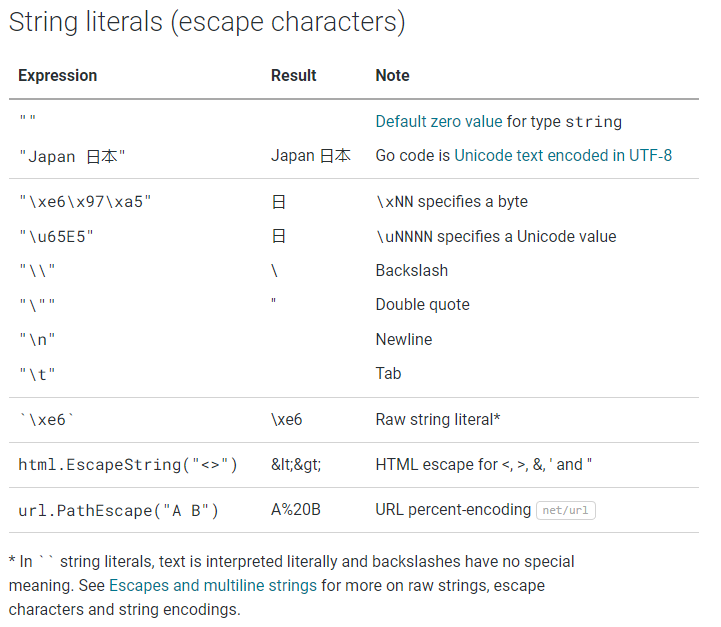 String literals (escape characters)
Expression Result Note
"" Default zero value for type string
"Japan 日本" Japan 日本 Go code is Unicode text encoded in UTF-8
"\xe6\x97\xa5" 日 \xNN specifies a byte
"\u65E5" 日 \uNNNN specifies a Unicode value
"\\" \ Backslash
"\"" " Double quote
"\n" Newline
"\t" Tab
`\xe6` \xe6 Raw string literal*
html.EscapeString("<>") &lt;&gt; HTML escape for <, >, &, ' and "
url.PathEscape("A B") A%20B URL percent-encoding net/url
* In `` string literals, text is interpreted literally and backslashes have no special
meaning. See Escapes and multiline strings for more on raw strings, escape
characters and string encodings.